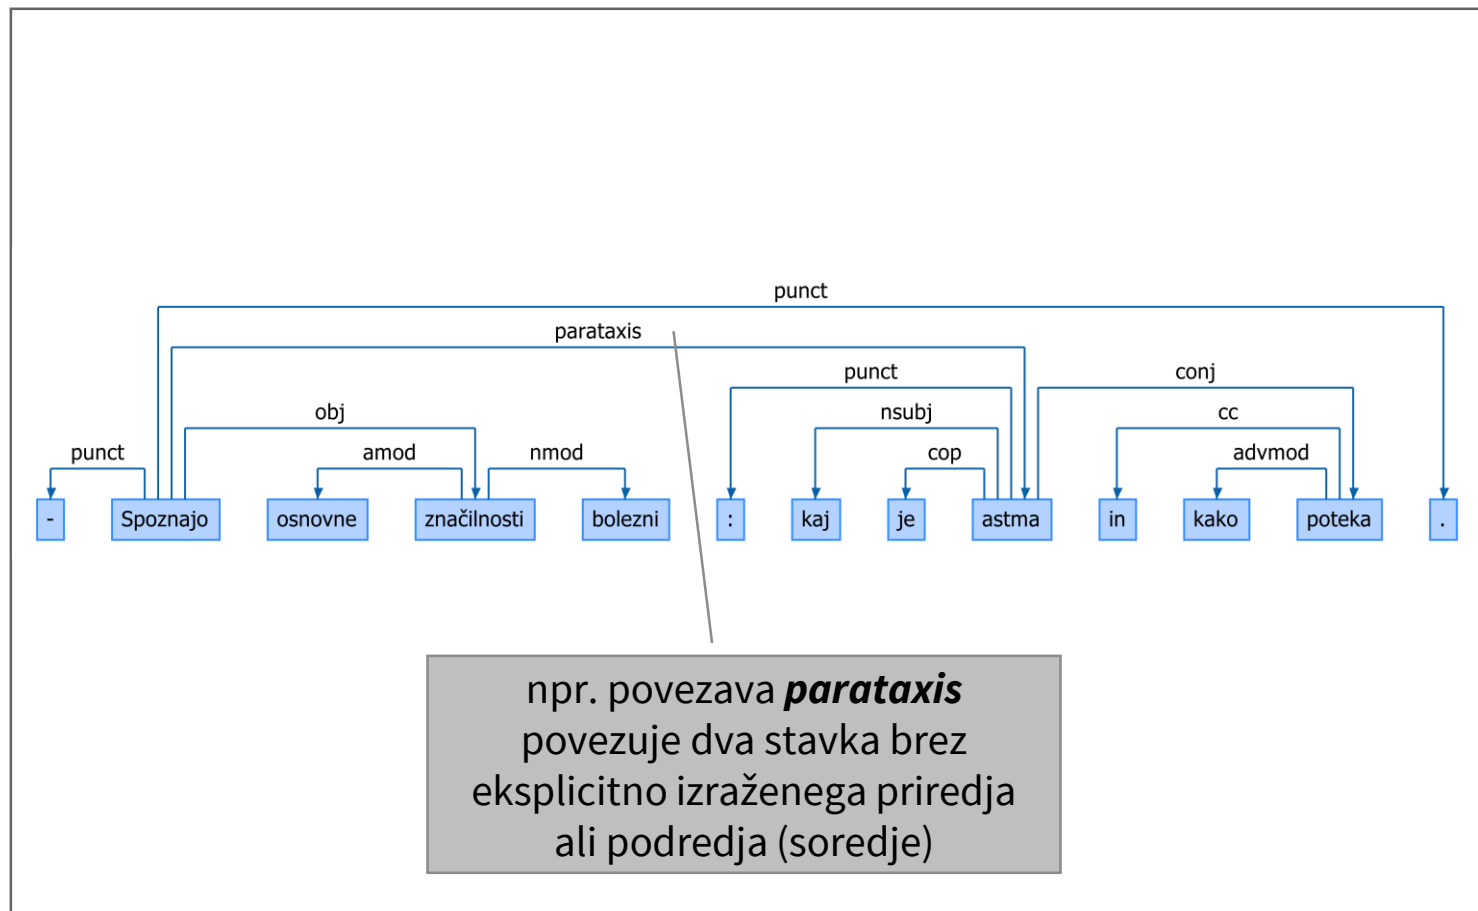 punct
parataxis
punct conj
obj nsubj cc
punct amod nmod cop advmod
- Spoznajo osnovne značilnosti bolezni : kaj je astma in kako poteka .
npr. povezava parataxis
povezuje dva stavka brez
eksplicitno izraženega priredja
ali podredja (soredje)